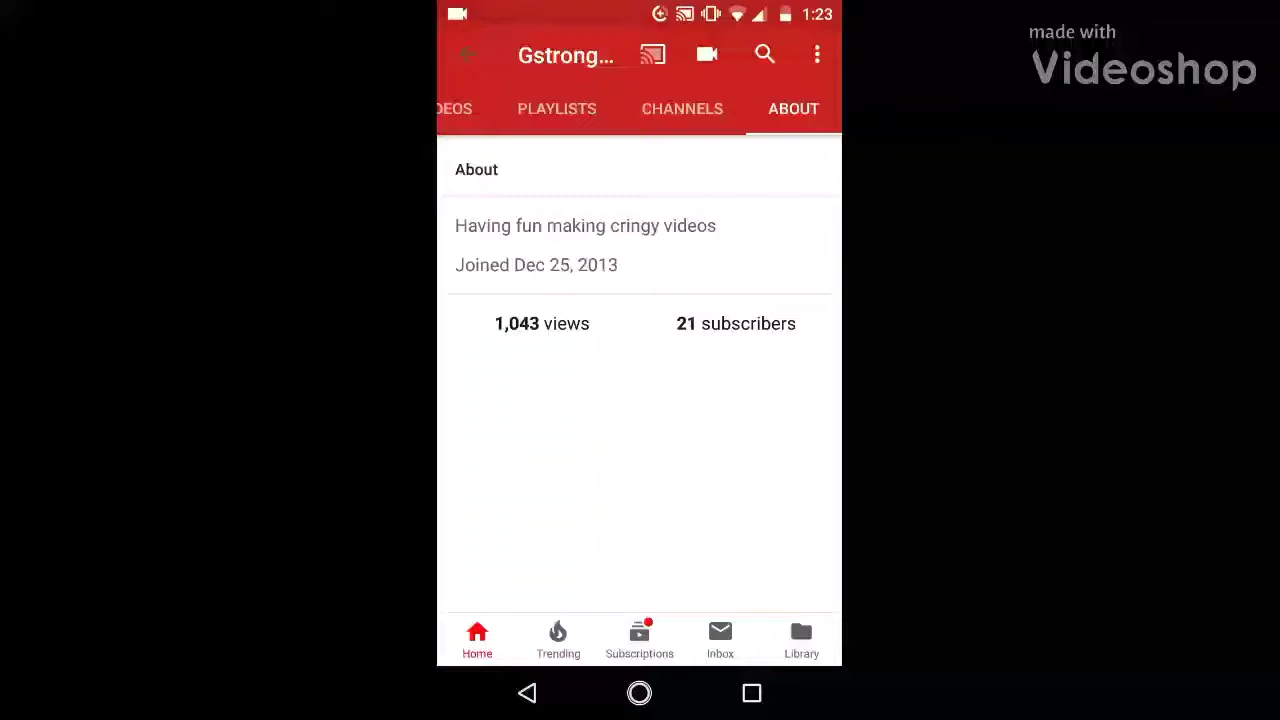 1:23
made with
Videoshop
Gstrong...
DEOS PLAYLISTS CHANNELS ABOUT
About
Having fun making cringy videos
Joined Dec 25, 2013
1,043 views 21 subscribers
Home Trending Subscriptions Inbox Library